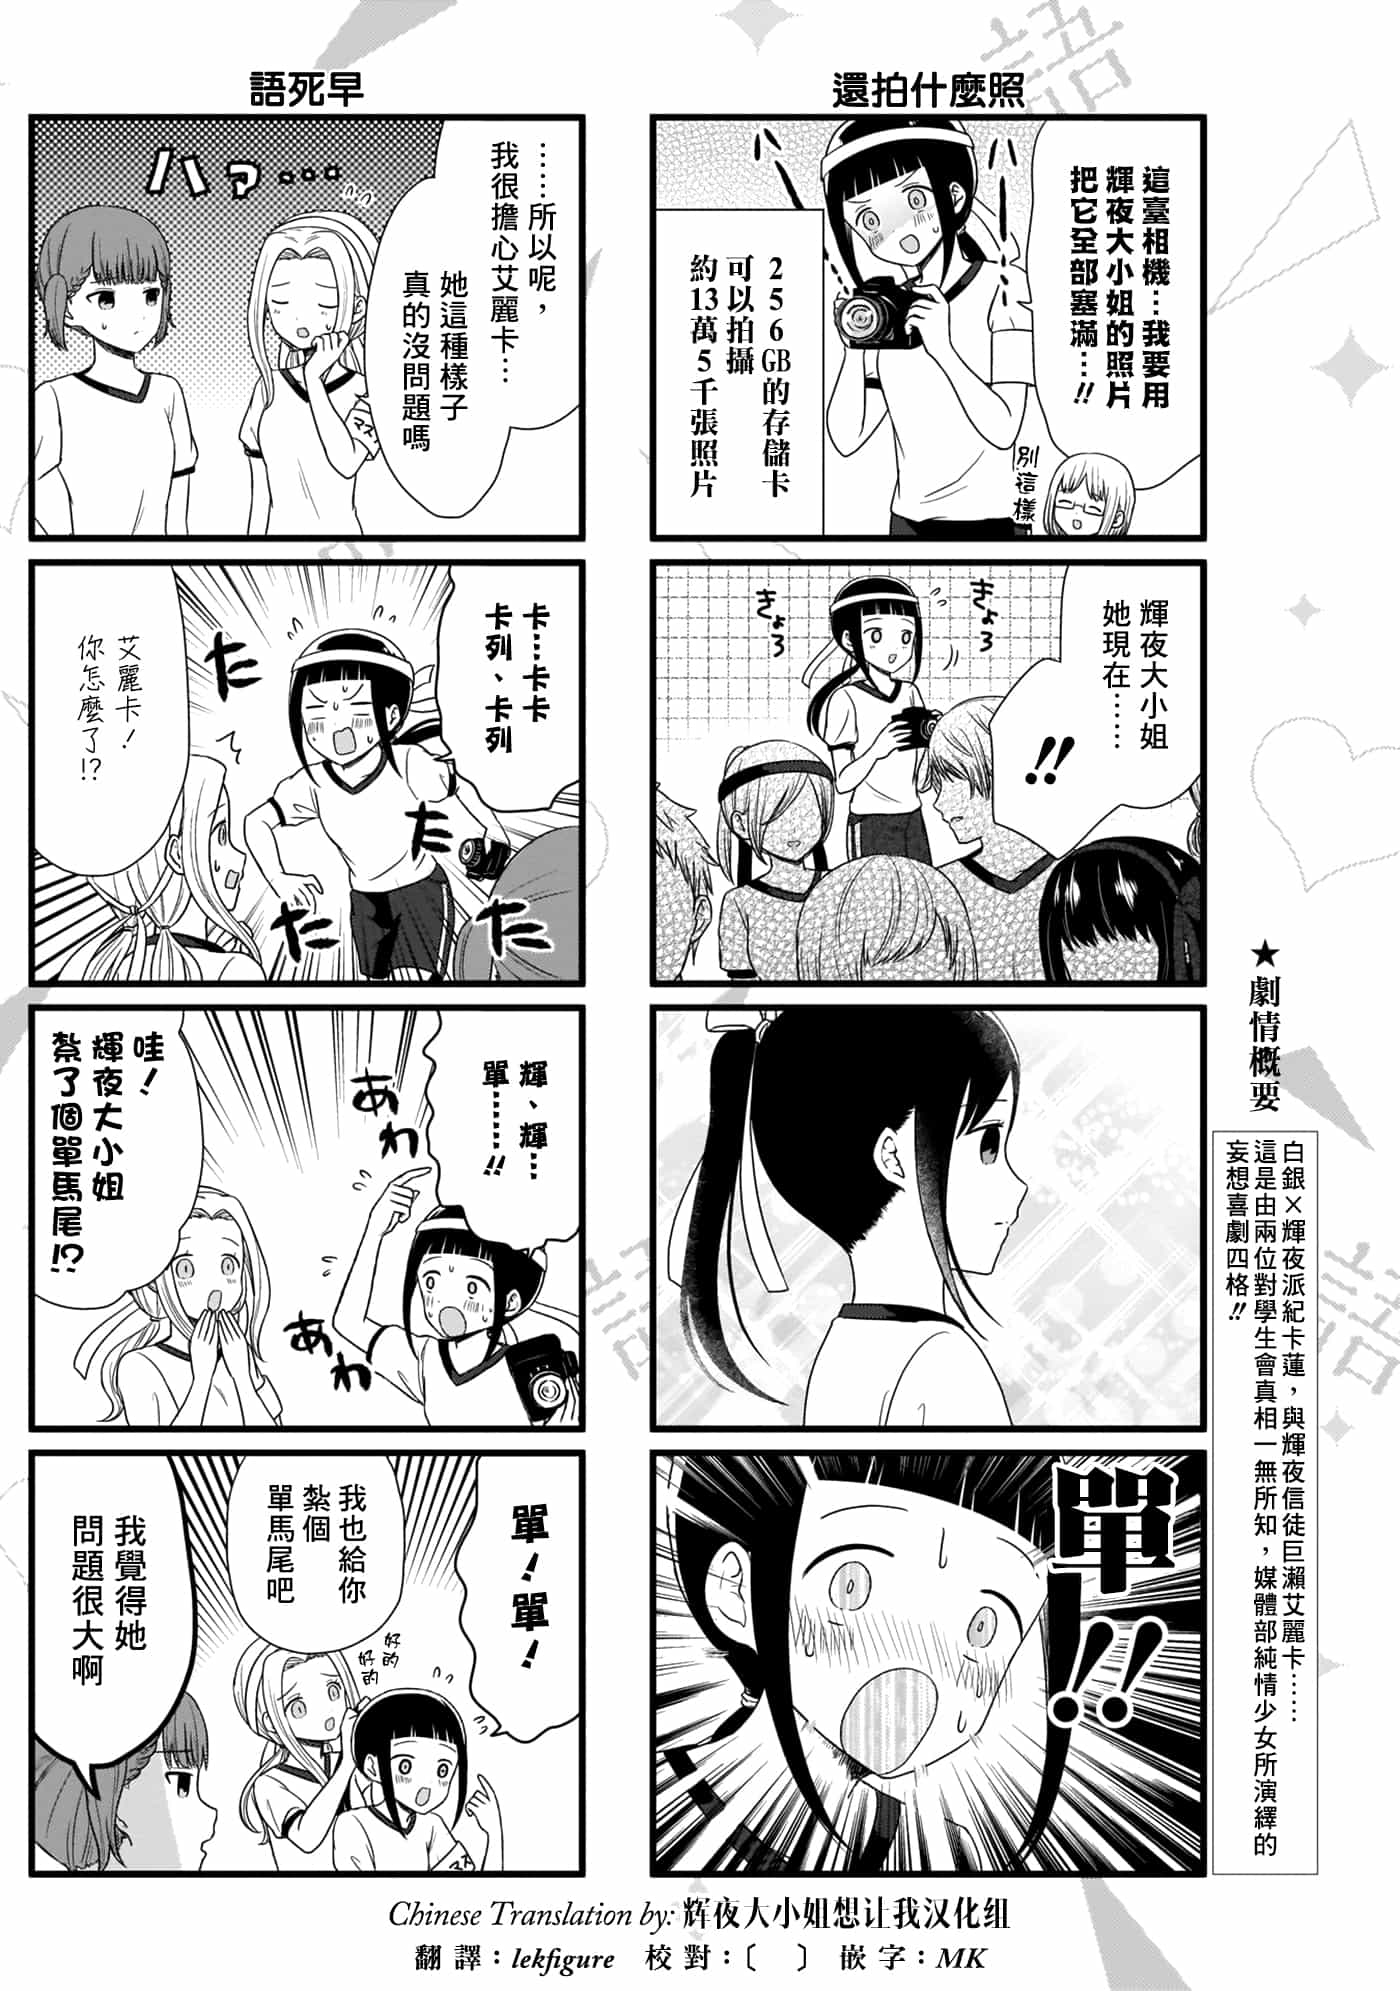 還拍什麼照
這臺相機…我要用
輝夜大小姐的照片
把它全部塞滿…!!
256GB的存儲卡
可以拍攝
約13萬5千張照片
別這樣
輝夜大小姐
她現在……
!!
きょろ
きょろ
單!!
語死早
ハァ…
……所以呢，
我很擔心艾麗卡…
她這種樣子
真的沒問題嗎
マス
卡…卡卡
卡列、卡列
たたたた
艾麗卡！
你怎麼了!?
輝、輝…
單……!!
あわ
あわ
哇！
輝夜大小姐
紮了個單馬尾!?
單！單！
我也給你
紮個
單馬尾吧
好的
好的
マス
我覺得她
問題很大啊
★劇情概要
白銀×輝夜派紀卡蓮，與輝夜信徒巨瀨艾麗卡……
這是由兩位對學生會真相一無所知，媒體部純情少女所演繹的
妄想喜劇四格!!
語
語
語
語
Chinese Translation by: 辉夜大小姐想让我汉化组
翻譯：lekfigure　校對：〔　〕　嵌字：MK